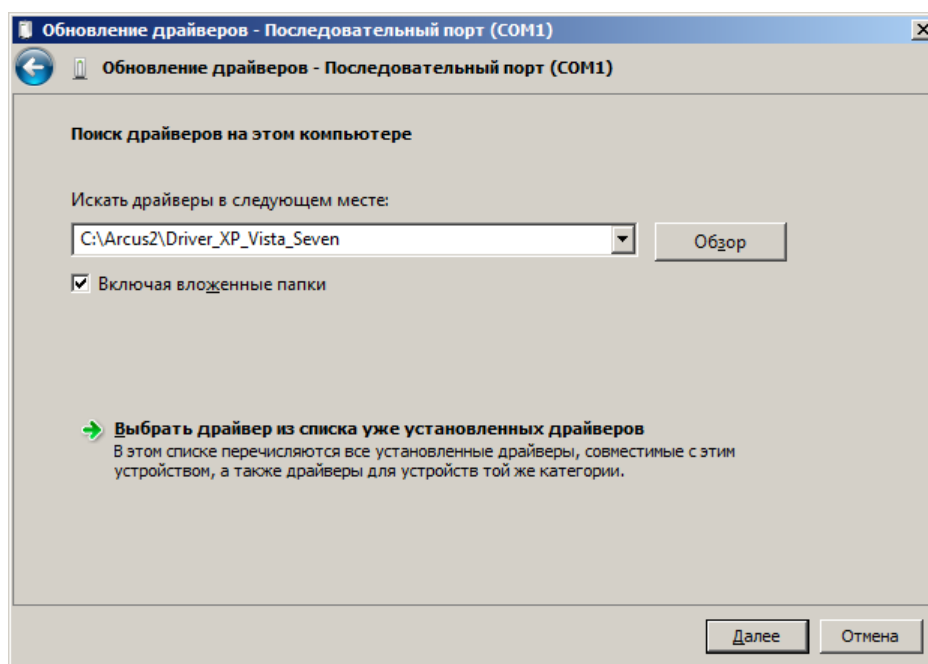 Обновление драйверов - Последовательный порт (COM1)
Обновление драйверов - Последовательный порт (COM1)
Поиск драйверов на этом компьютере
Искать драйверы в следующем месте:
C:\Arcus2\Driver_XP_Vista_Seven
Обзор
Включая вложенные папки
Выбрать драйвер из списка уже установленных драйверов
В этом списке перечисляются все установленные драйверы, совместимые с этим
устройством, а также драйверы для устройств той же категории.
Далее
Отмена